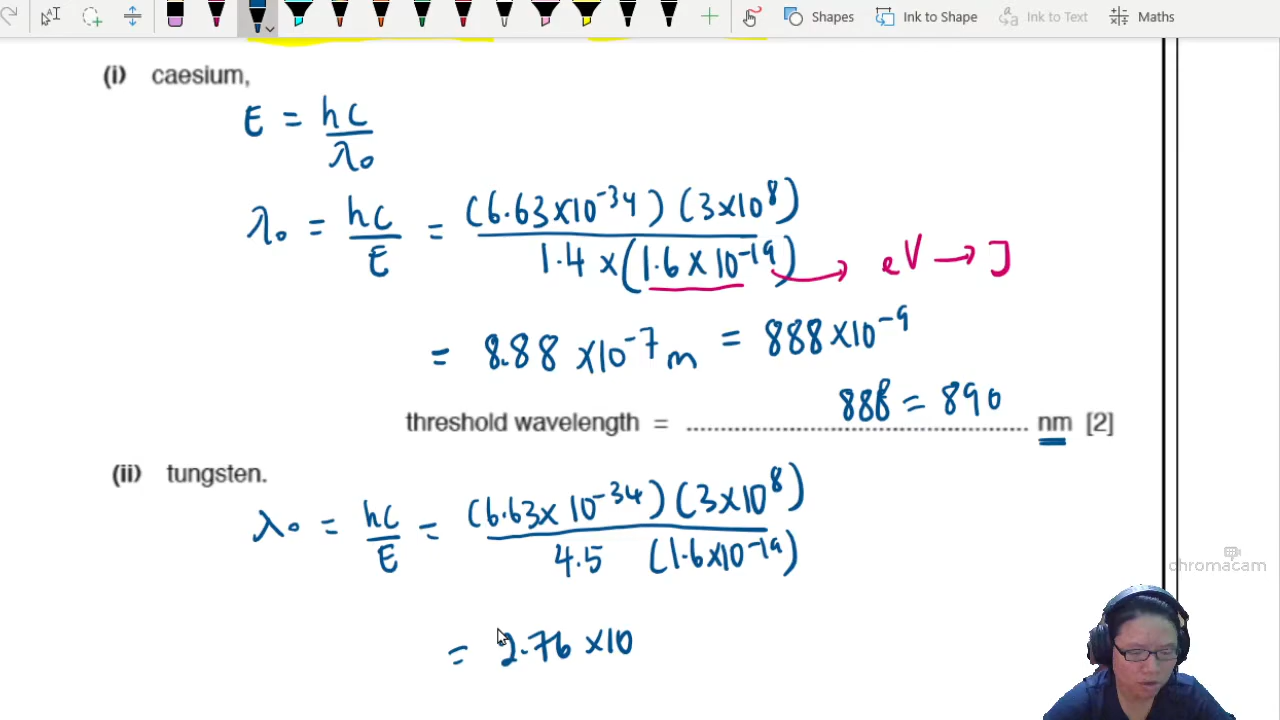 Shapes Ink to Shape Ink to Text Maths
(i) caesium,
E = hc/λ₀
λ₀ = hc/E = (6.63×10⁻³⁴)(3×10⁸)/1.4×(1.6×10⁻¹⁹) → eV → J
= 8.88 ×10⁻⁷ m = 888×10⁻⁹
888 = 890
threshold wavelength = ........................................................ nm [2]
(ii) tungsten.
λ₀ = hc/E = (6.63×10⁻³⁴)(3×10⁸)/4.5 (1.6×10⁻¹⁹)
chromacam
= 2.76 ×10